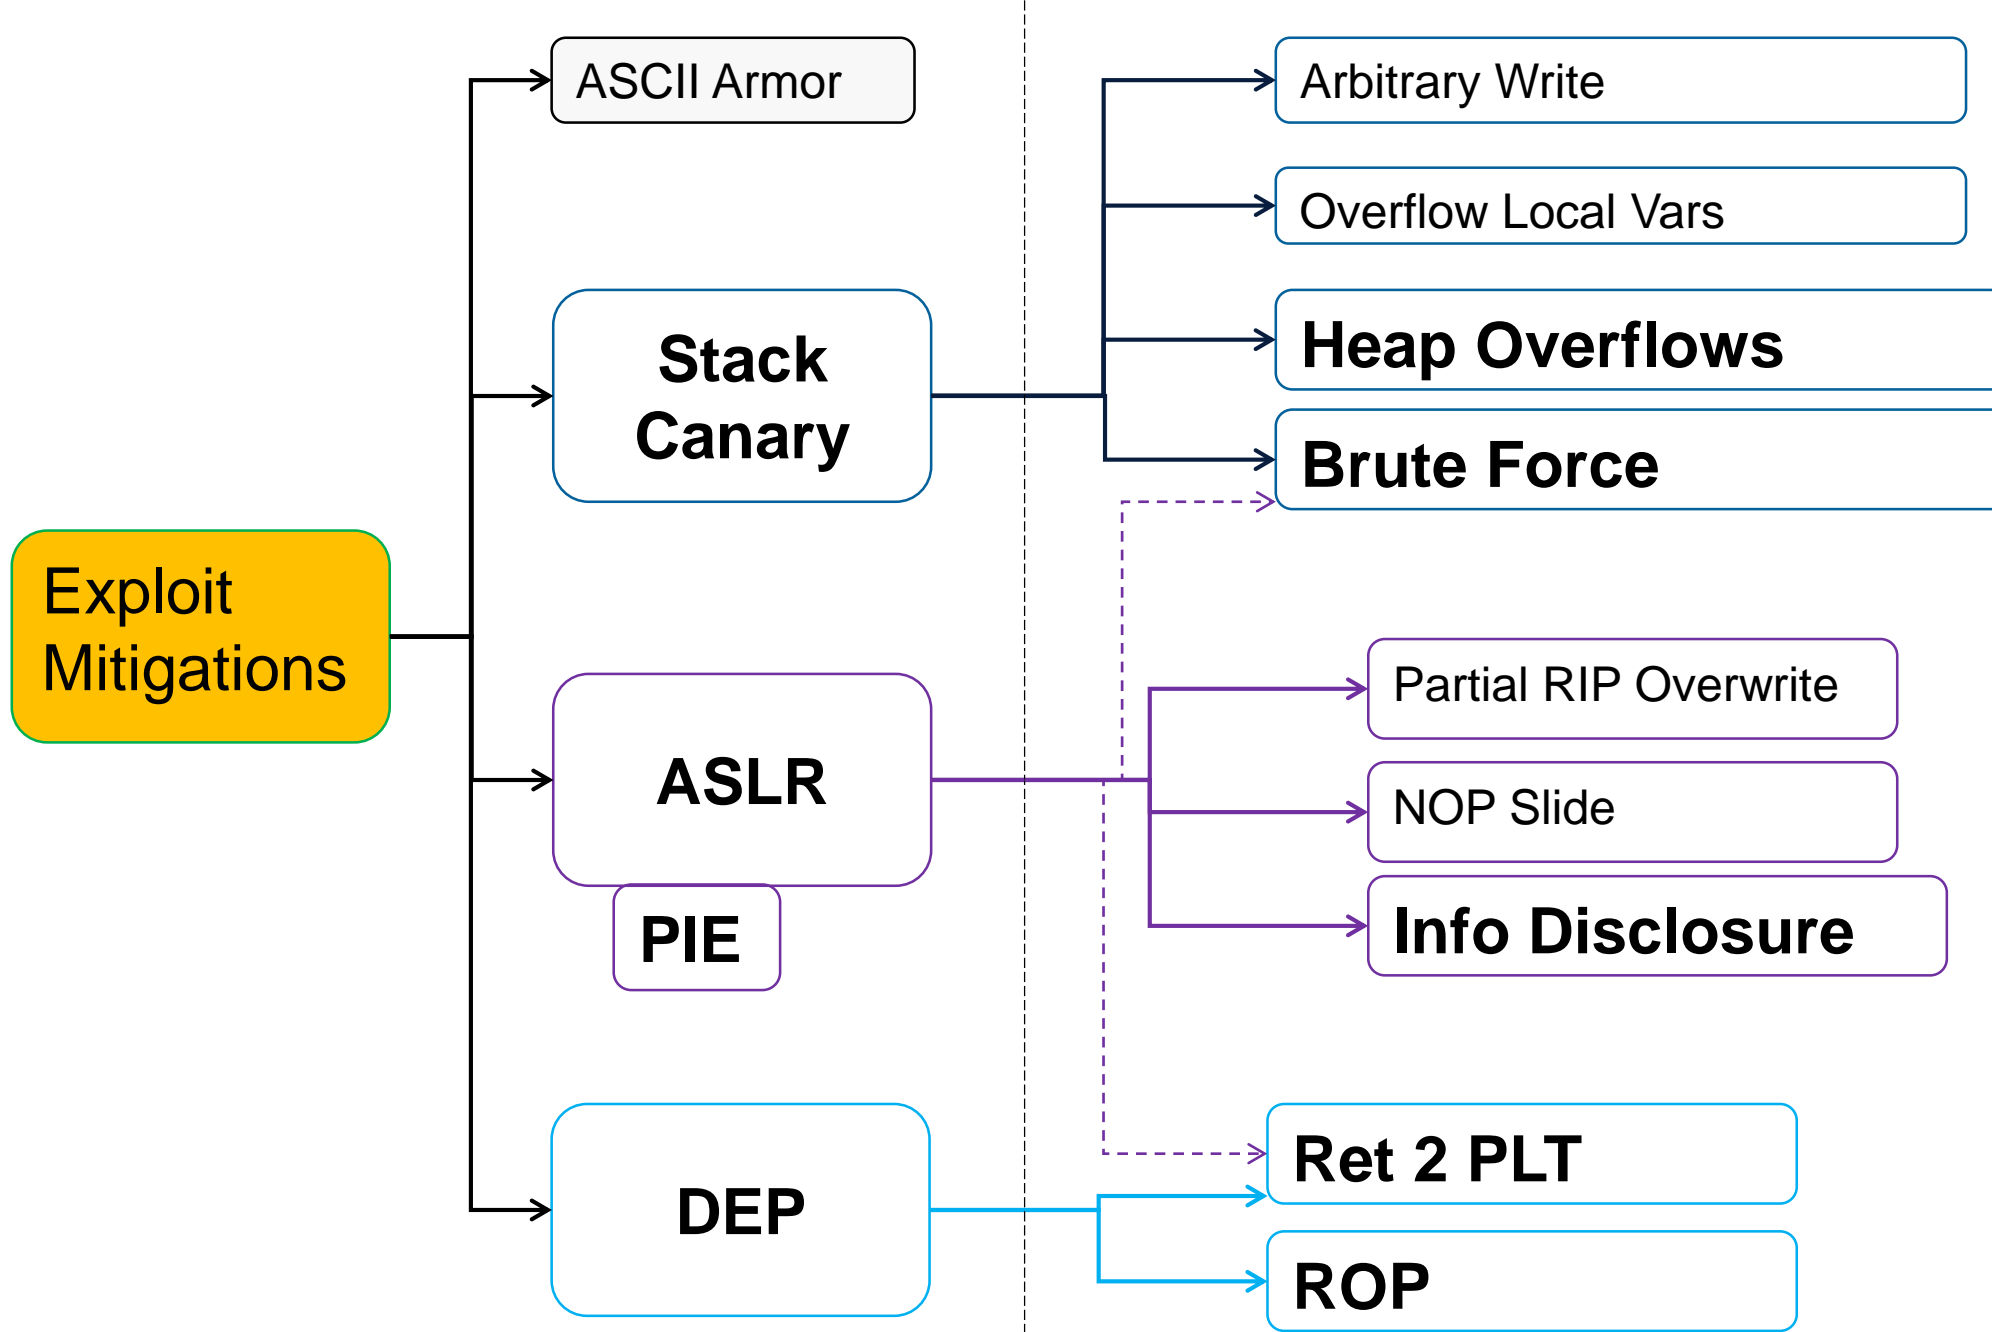 Exploit
Mitigations
ASCII Armor
Stack
Canary
ASLR
PIE
DEP
Arbitrary Write
Overflow Local Vars
Heap Overflows
Brute Force
Partial RIP Overwrite
NOP Slide
Info Disclosure
Ret 2 PLT
ROP